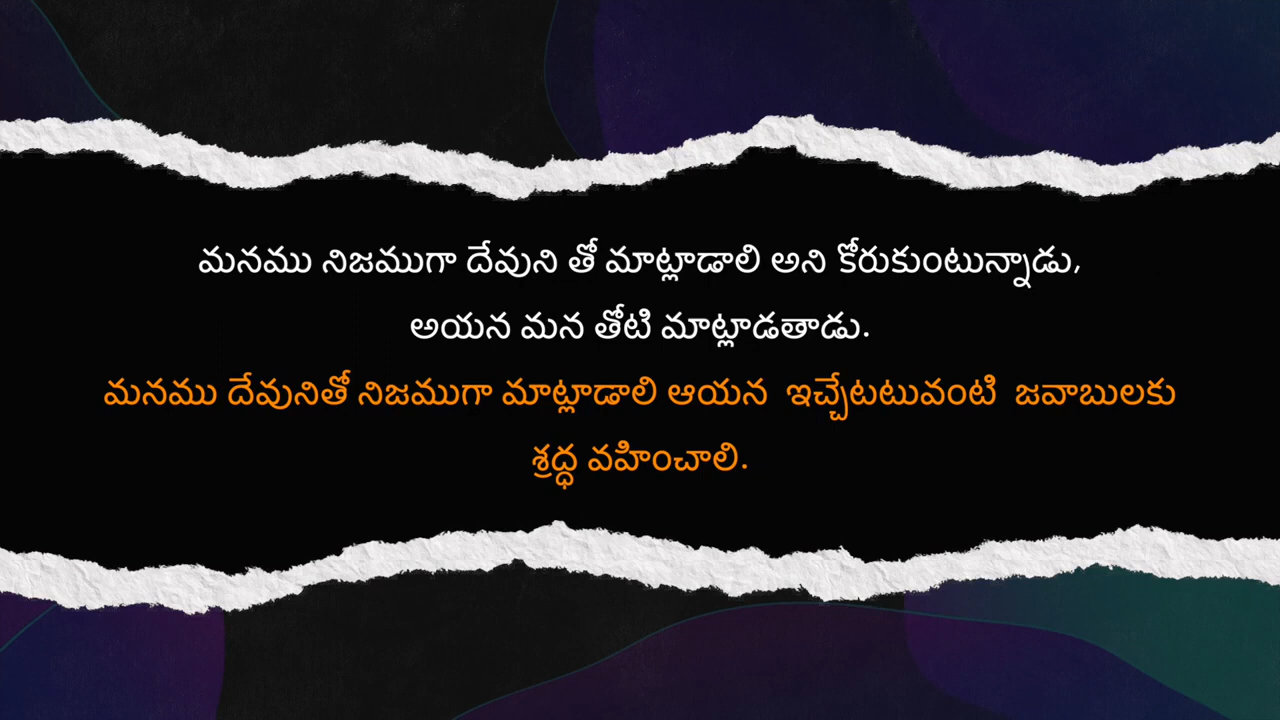 మనము నిజముగా దేవుని తో మాట్లాడాలి అని కోరుకుంటున్నాడు,
అయన మన తోటి మాట్లాడతాడు.
మనము దేవునితో నిజముగా మాట్లాడాలి ఆయన ఇచ్చేటటువంటి జవాబులకు
శ్రద్ధ వహించాలి.